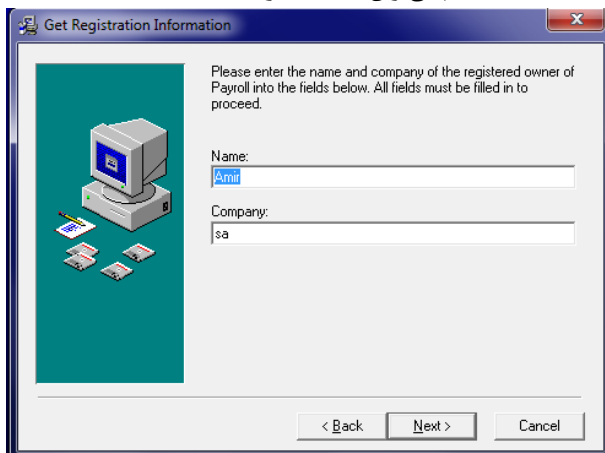 Get Registration Information
Please enter the name and company of the registered owner of
Payroll into the fields below. All fields must be filled in to
proceed.
Name:
Amir
Company:
sa
< Back
Next >
Cancel